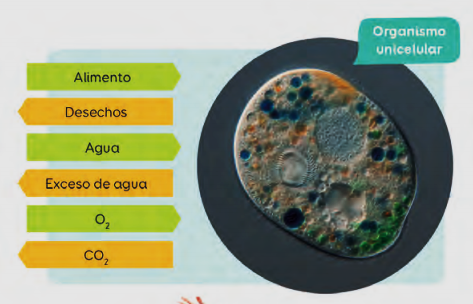 Organismo
unicelular
Alimento
Desechos
Agua
Exceso de agua
O₂
CO₂